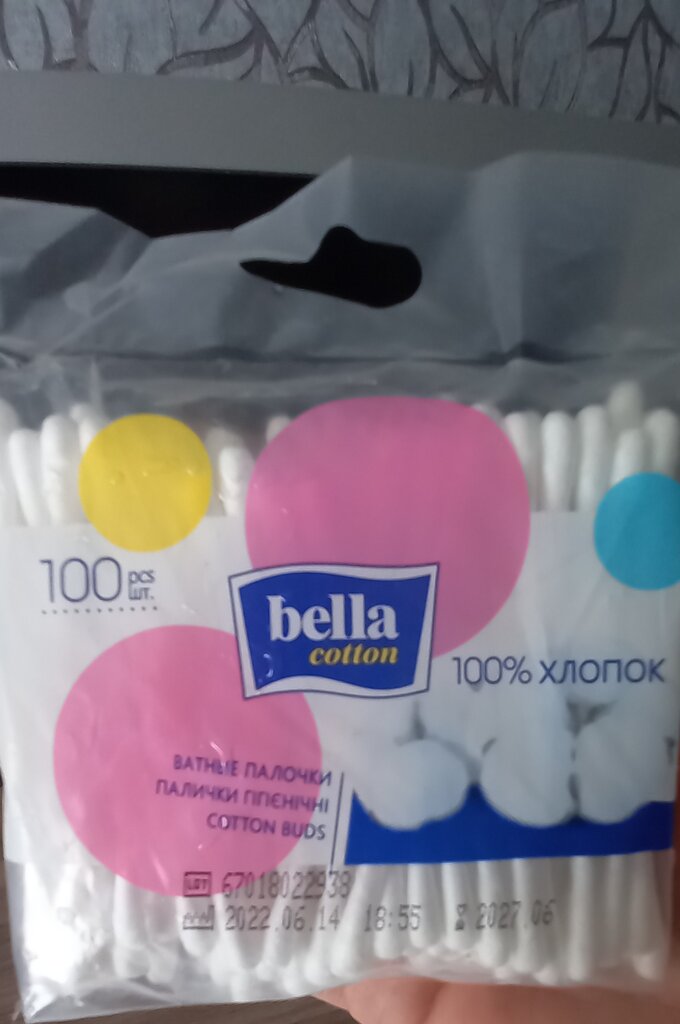 100 pcs
шт.
bella
cotton
100% ХЛОПОК
ВАТНЫЕ ПАЛОЧКИ
ПАЛИЧКИ ГІГІЄНІЧНІ
COTTON BUDS
LOT 67018022938
2022.06.14 18:55 2027.06